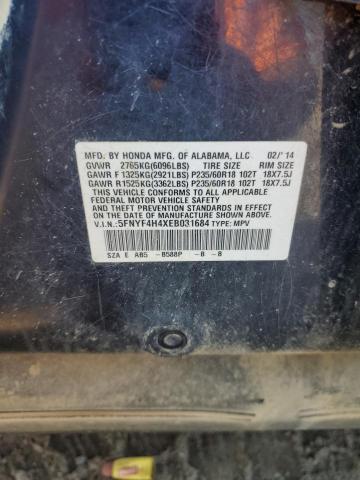 MFD. BY HONDA MFG. OF ALABAMA, LLC 02/'14
GVWR 2765KG(6096LBS) TIRE SIZE RIM SIZE
GAWR F 1325KG(2921LBS) P235/60R18 102T 18X7.5J
GAWR R1525KG(3362LBS) P235/60R18 102T 18X7.5J
THIS VEHICLE CONFORMS TO ALL APPLICABLE
FEDERAL MOTOR VEHICLE SAFETY AND
THEFT PREVENTION STANDARDS IN EFFECT ON
THE DATE OF MANUFACTURE SHOWN ABOVE.
V.I.N.:5FNYF4H4XEB031684 TYPE: MPV
SZA E AB5 -B588P -B -8